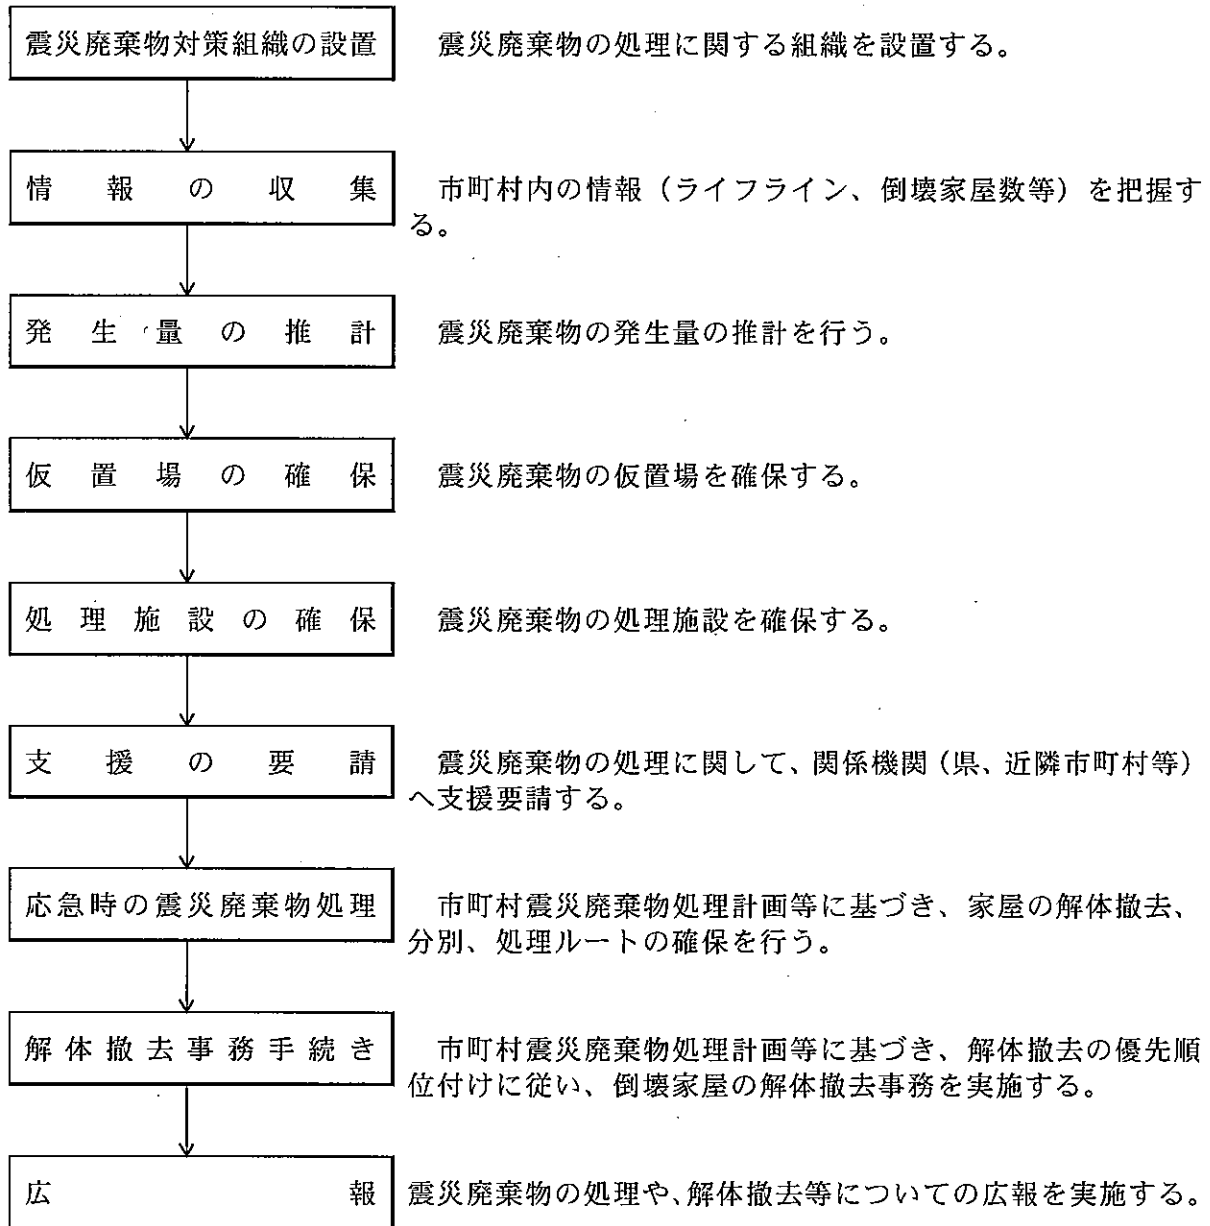 震災廃棄物対策組織の設置
震災廃棄物の処理に関する組織を設置する。
情報の収集
市町村内の情報（ライフライン、倒壊家屋数等）を把握す
る。
発生量の推計
震災廃棄物の発生量の推計を行う。
仮置場の確保
震災廃棄物の仮置場を確保する。
処理施設の確保
震災廃棄物の処理施設を確保する。
支援の要請
震災廃棄物の処理に関して、関係機関（県、近隣市町村等）
へ支援要請する。
応急時の震災廃棄物処理
市町村震災廃棄物処理計画等に基づき、家屋の解体撤去、
分別、処理ルートの確保を行う。
解体撤去事務手続き
市町村震災廃棄物処理計画等に基づき、解体撤去の優先順
位付けに従い、倒壊家屋の解体撤去事務を実施する。
広報
震災廃棄物の処理や、解体撤去等についての広報を実施する。